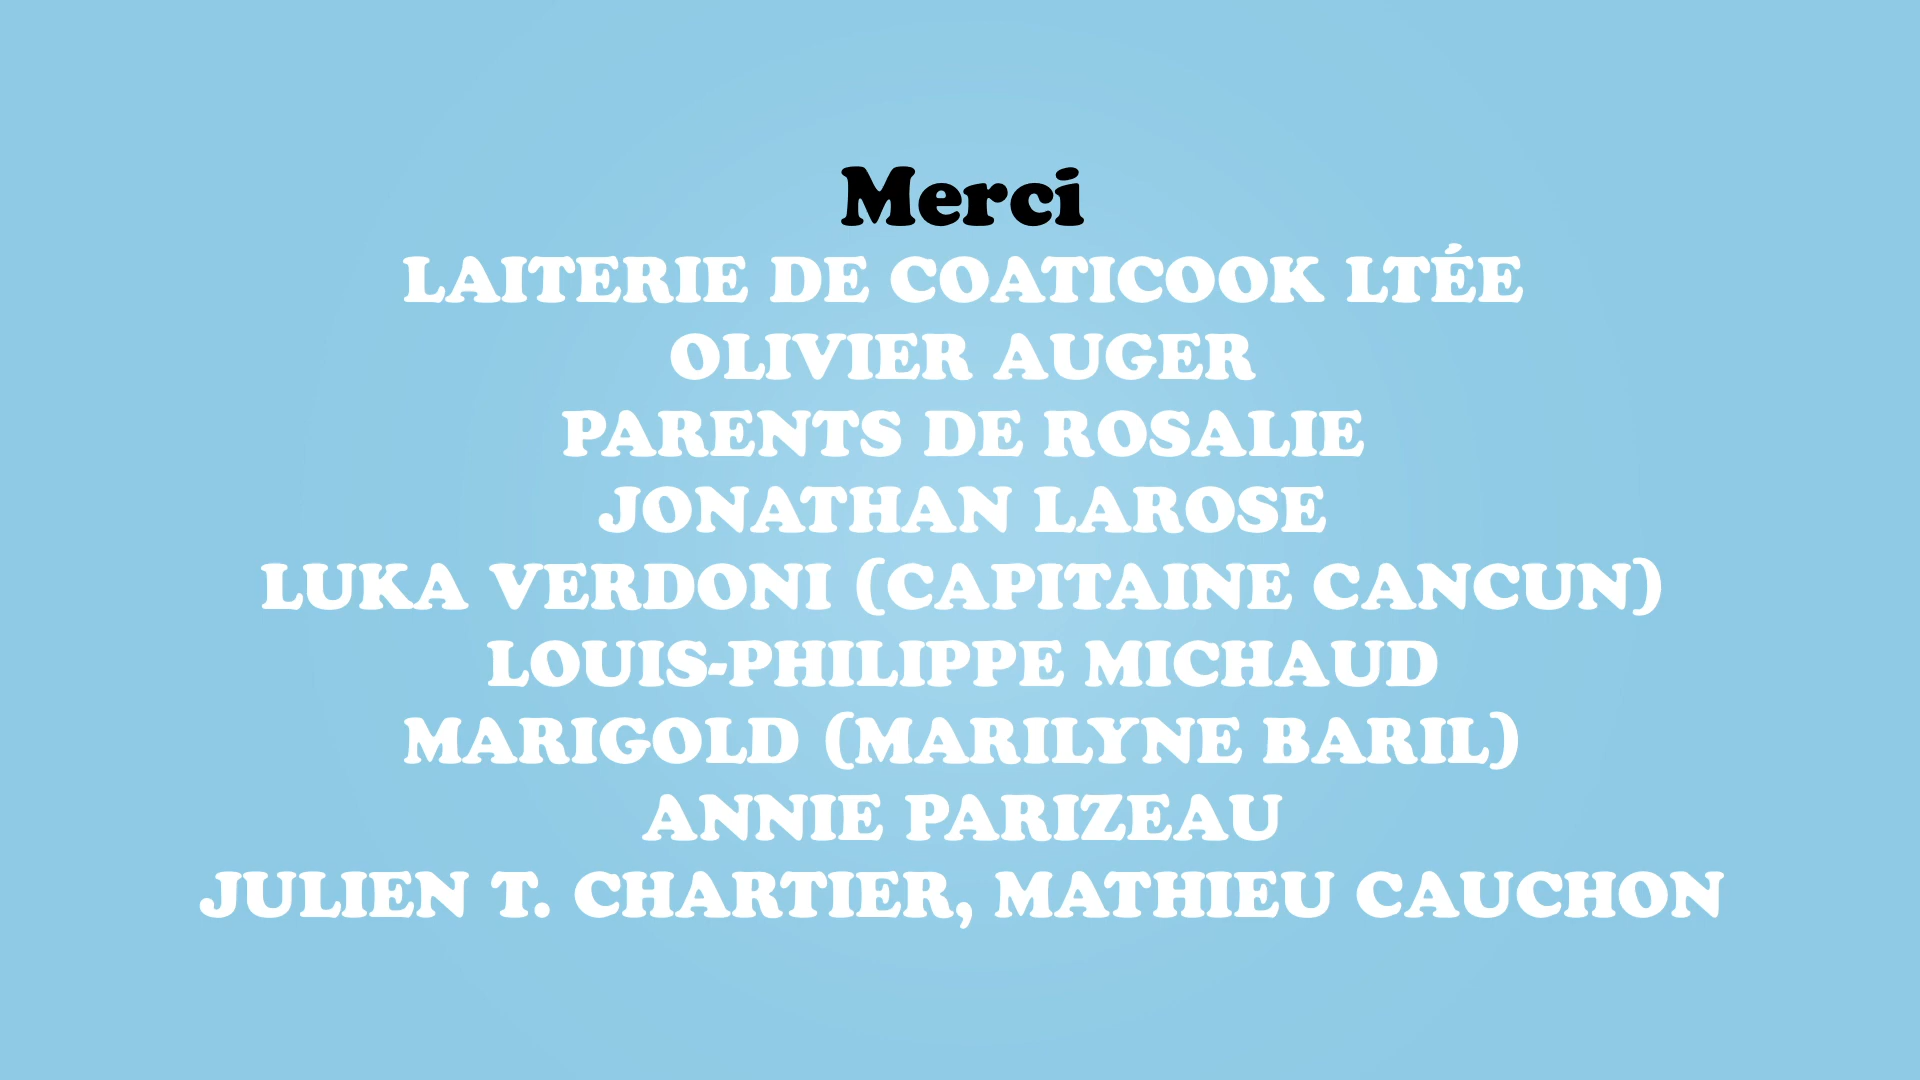 Merci
LAITERIE DE COATICOOK LTÉE
OLIVIER AUGER
PARENTS DE ROSALIE
JONATHAN LAROSE
LUKA VERDONI (CAPITAINE CANCUN)
LOUIS-PHILIPPE MICHAUD
MARIGOLD (MARILYNE BARIL)
ANNIE PARIZEAU
JULIEN T. CHARTIER, MATHIEU CAUCHON